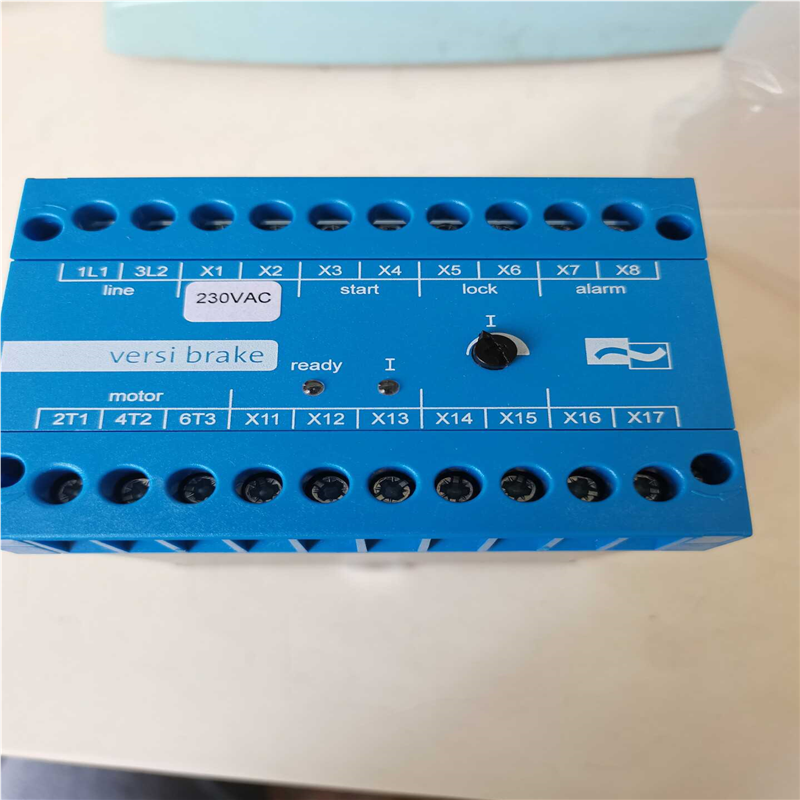 1L1 3L2 X1 X2 X3 X4 X5 X6 X7 X8
line start lock alarm
230VAC
I
versi brake
ready I
motor
2T1 4T2 6T3 X11 X12 X13 X14 X15 X16 X17